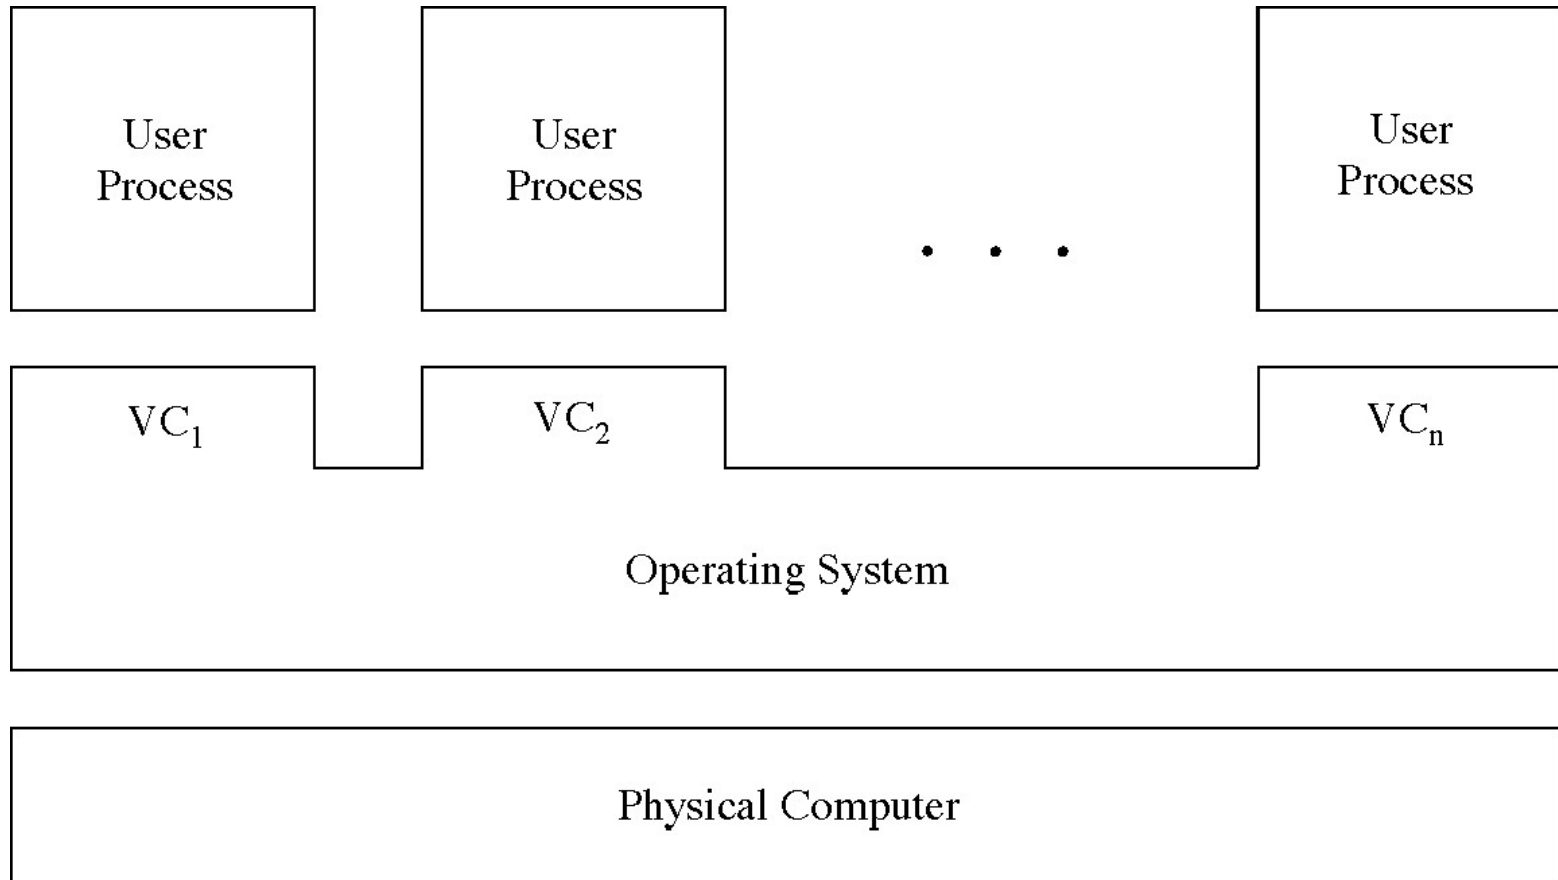 User
Process
User
Process
User
Process
. . .
VC₁
VC₂
VCₙ
Operating System
Physical Computer